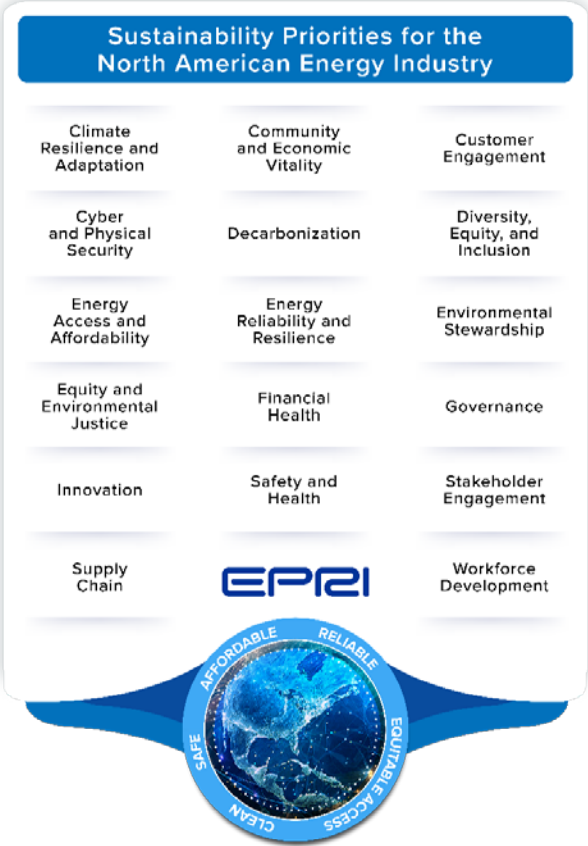 Sustainability Priorities for the
North American Energy Industry
Climate
Resilience and
Adaptation
Community
and Economic
Vitality
Customer
Engagement
Cyber
and Physical
Security
Decarbonization
Diversity,
Equity, and
Inclusion
Energy
Access and
Affordability
Energy
Reliability and
Resilience
Environmental
Stewardship
Equity and
Environmental
Justice
Financial
Health
Governance
Innovation
Safety and
Health
Stakeholder
Engagement
Supply
Chain
EPRI
Workforce
Development
AFFORDABLE
RELIABLE
EQUITABLE ACCESS
CLEAN
SAFE